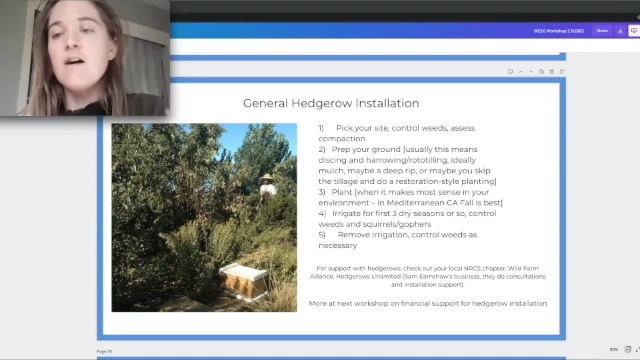 WCCG Workshop 2 SLIDES
Share
General Hedgerow Installation
1) Pick your site, control weeds, assess
compaction
2) Prep your ground [usually this means
discing and harrowing/rototilling, ideally
mulch, maybe a deep rip, or maybe you skip
the tillage and do a restoration-style planting]
3) Plant [when it makes most sense in your
environment – in Mediterranean CA Fall is best]
4) Irrigate for first 3 dry seasons or so, control
weeds and squirrels/gophers
5) Remove irrigation, control weeds as
necessary
For support with hedgerows, check out your local NRCS chapter, Wild Farm
Alliance, Hedgerows Unlimited (Sam Earnshaw's business, they do consultations
and installation support).
More at next workshop on financial support for hedgerow installation